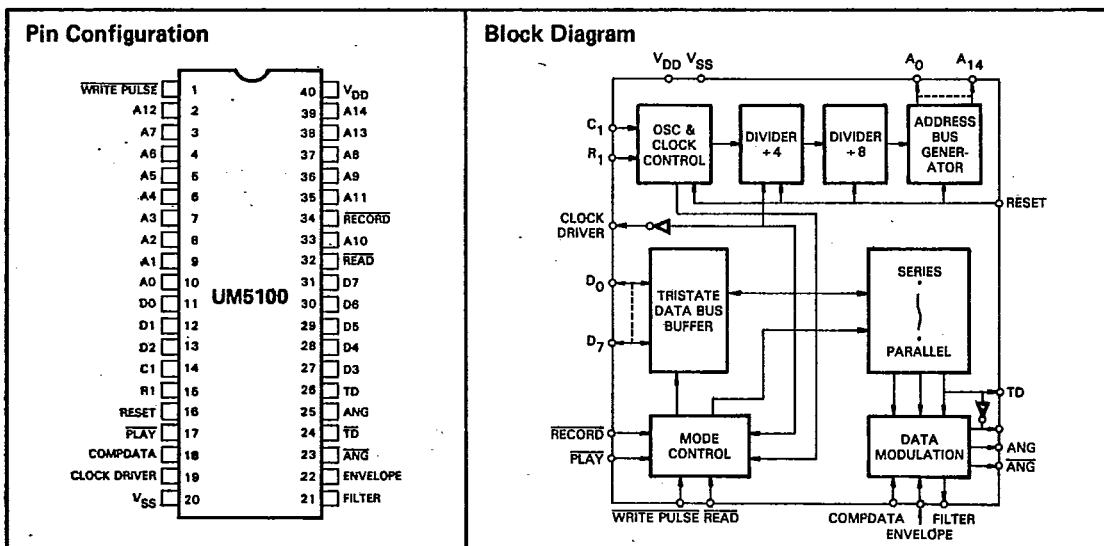 Pin Configuration
WRITE PULSE 1 40 VDD
A12 2 39 A14
A7 3 38 A13
A6 4 37 A8
A5 5 36 A9
A4 6 35 A11
A3 7 34 RECORD
A2 8 33 A10
A1 9 32 READ
A0 10 31 D7
UM5100
D0 11 30 D6
D1 12 29 D5
D2 13 28 D4
C1 14 27 D3
R1 15 26 TD
RESET 16 25 ANG
PLAY 17 24 TD
COMPDATA 18 23 ANG
CLOCK DRIVER 19 22 ENVELOPE
VSS 20 21 FILTER
Block Diagram
VDD VSS
A0 A14
C1
R1
OSC &
CLOCK
CONTROL
DIVIDER
÷4
DIVIDER
÷8
ADDRESS
BUS
GENER-
ATOR
RESET
CLOCK
DRIVER
D0
D7
TRISTATE
DATA BUS
BUFFER
SERIES
PARALLEL
TD
RECORD
PLAY
MODE
CONTROL
DATA
MODULATION
ANG
ANG
WRITE PULSE READ
COMPDATA FILTER
ENVELOPE